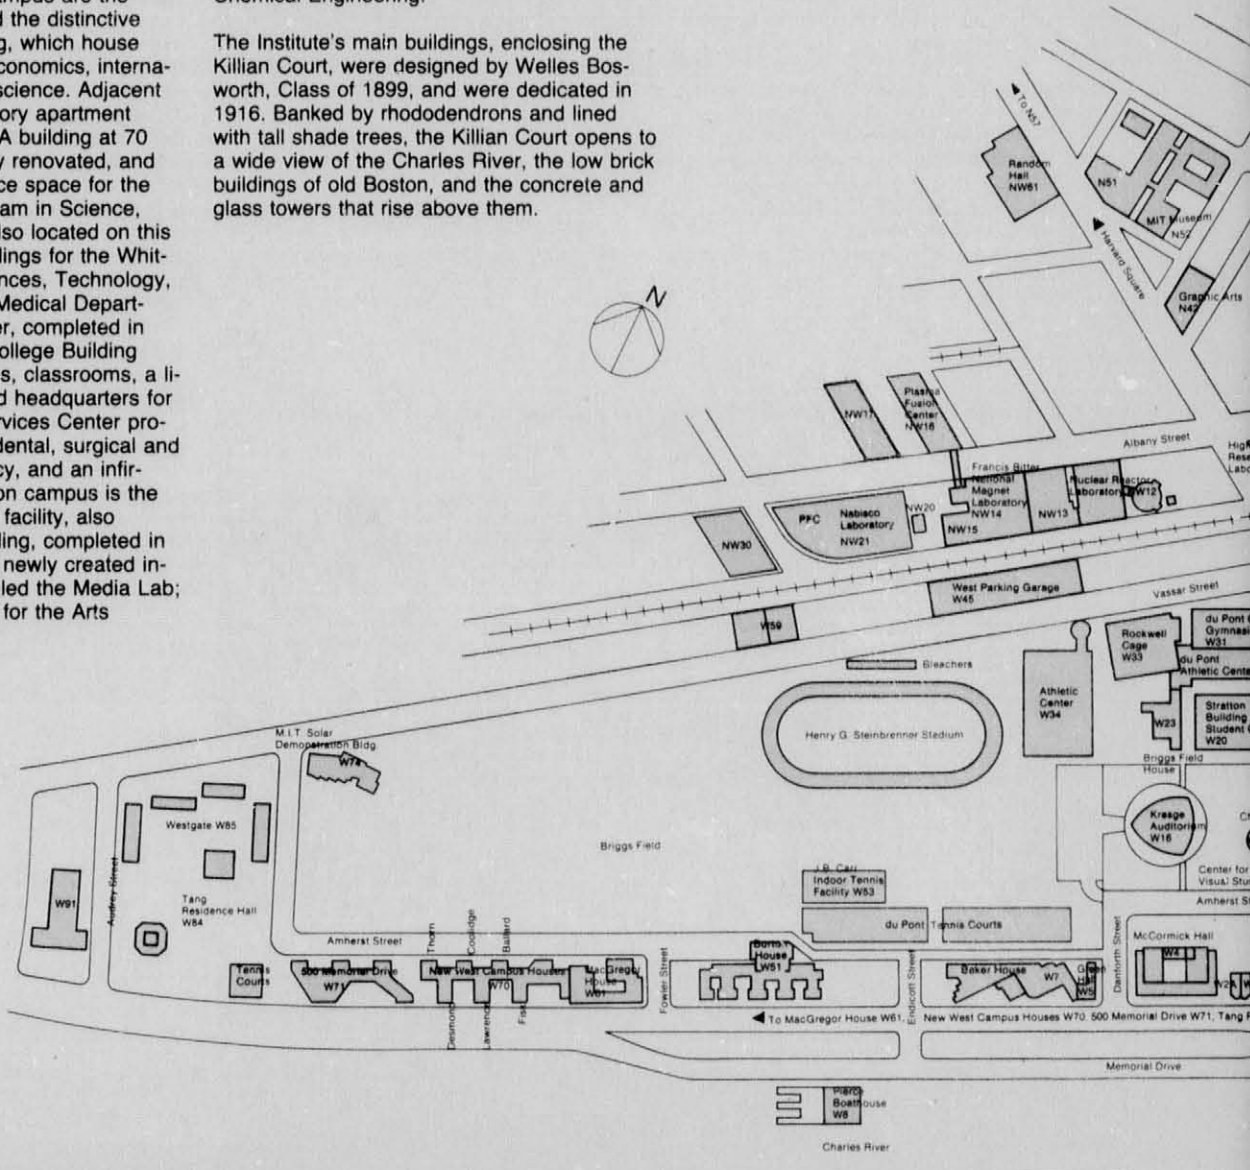 ampus are the
d the distinctive
g, which house
conomics, interna-
science. Adjacent
ory apartment
A building at 70
y renovated, and
ce space for the
am in Science,
lso located on this
dings for the Whit-
nces, Technology,
Medical Depart-
er, completed in
ollege Building
s, classrooms, a li-
d headquarters for
rvices Center pro-
dental, surgical and
cy, and an infir-
on campus is the
facility, also
ding, completed in
newly created in-
lled the Media Lab;
for the Arts
Chemical Engineering.
The Institute's main buildings, enclosing the
Killian Court, were designed by Welles Bos-
worth, Class of 1899, and were dedicated in
1916. Banked by rhododendrons and lined
with tall shade trees, the Killian Court opens to
a wide view of the Charles River, the low brick
buildings of old Boston, and the concrete and
glass towers that rise above them.
N
To N57
Random
Hall
NW61
N51
MIT Museum
N52
Harvard Square
Graphic Arts
N42
NW17
Plasma
Fusion
Center
NW16
Albany Street
High
Rese
Labo
Francis Bitter
National
Magnet
Laboratory
NW14
NW15
NW13
Nuclear Reactor
Laboratory
NW12
NW20
PFC
Nabisco
Laboratory
NW21
NW30
West Parking Garage
W45
Vassar Street
W59
Bleachers
Rockwell
Cage
W33
du Pont
Gymnasi
W31
du Pont
Athletic Cente
Athletic
Center
W34
W23
Stratton
Building
Student
W20
Henry G. Steinbrenner Stadium
Briggs Field
House
M.I.T. Solar
Demonstration Bldg.
W74
Westgate W85
Kresge
Auditorium
W16
Briggs Field
Center for
Visual Stu
Amherst St
J.B. Carr
Indoor Tennis
Facility W53
du Pont Tennis Courts
W91
Audrey Street
Tang
Residence Hall
W84
Amherst Street
Thorn
Coolidge
Ballard
Tennis
Courts
500 Memorial Drive
W71
New West Campus Houses
W70
MacGregor
House
W61
Desmond
Lawrence
Fisk
Fowler Street
Burton
House
W51
Endicott Street
Baker House
W7
Green
Hall
W5
Danforth Street
McCormick Hall
W4
W2A
To MacGregor House W61, New West Campus Houses W70, 500 Memorial Drive W71, Tang
Memorial Drive
Pierce
Boathouse
W8
Charles River